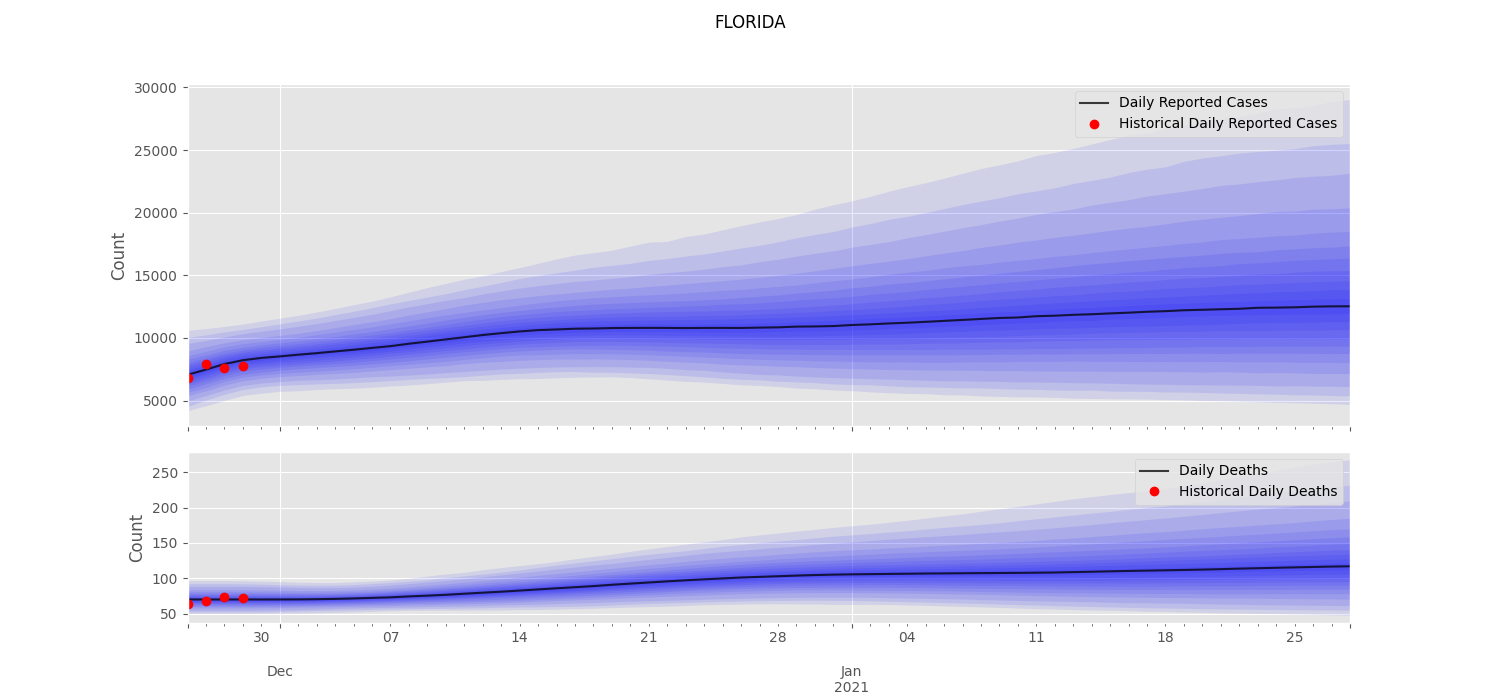 FLORIDA
30000
25000
20000
15000
10000
5000
Count
Daily Reported Cases
Historical Daily Reported Cases
250
200
150
100
50
Count
Daily Deaths
Historical Daily Deaths
30 07 14 21 28 04 11 18 25
Dec Jan
2021